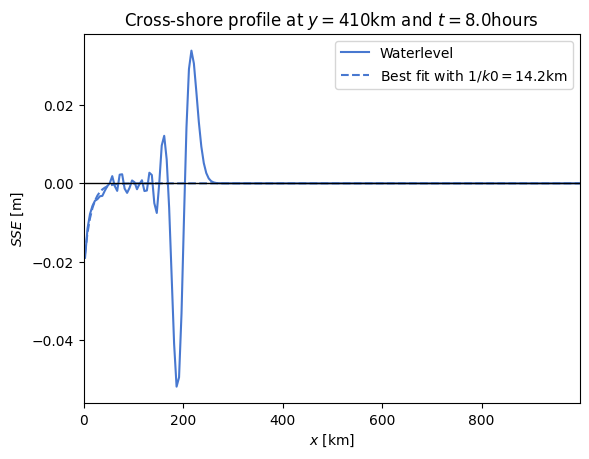 Cross-shore profile at y = 410km and t = 8.0hours
Waterlevel
Best fit with 1/k0 = 14.2km
SSE [m]
0.02
0.00
−0.02
−0.04
0
200
400
600
800
x [km]